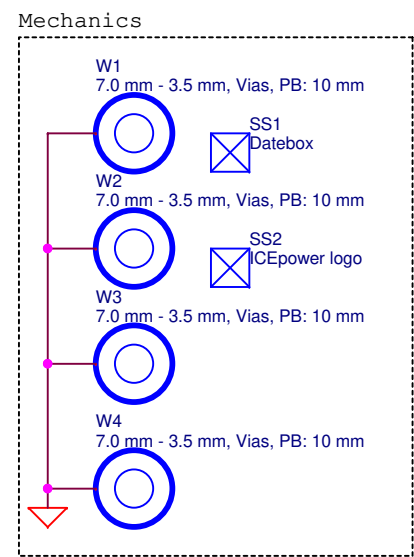 Mechanics
W1
7.0 mm - 3.5 mm, Vias, PB: 10 mm
SS1
Datebox
W2
7.0 mm - 3.5 mm, Vias, PB: 10 mm
SS2
ICEpower logo
W3
7.0 mm - 3.5 mm, Vias, PB: 10 mm
W4
7.0 mm - 3.5 mm, Vias, PB: 10 mm